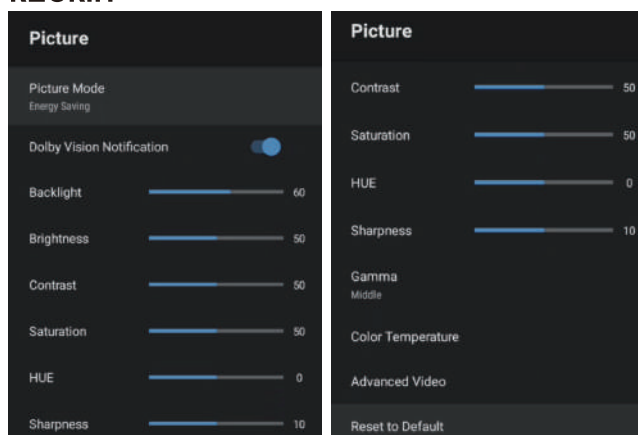 Picture
Picture Mode
Energy Saving
Dolby Vision Notification
Backlight 60
Brightness 50
Contrast 50
Saturation 50
HUE 0
Sharpness 10
Picture
Contrast 50
Saturation 50
HUE 0
Sharpness 10
Gamma
Middle
Color Temperature
Advanced Video
Reset to Default